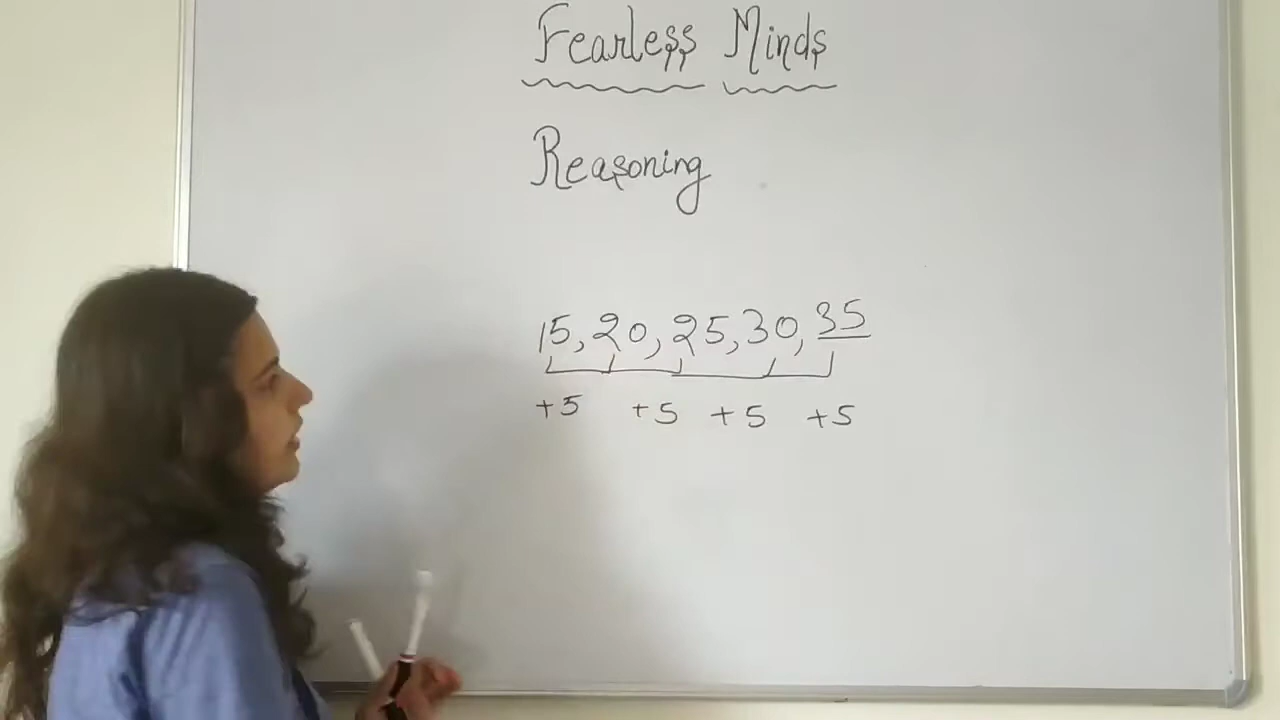 Fearless Minds
Reasoning
15, 20, 25, 30, 35
+5 +5 +5 +5